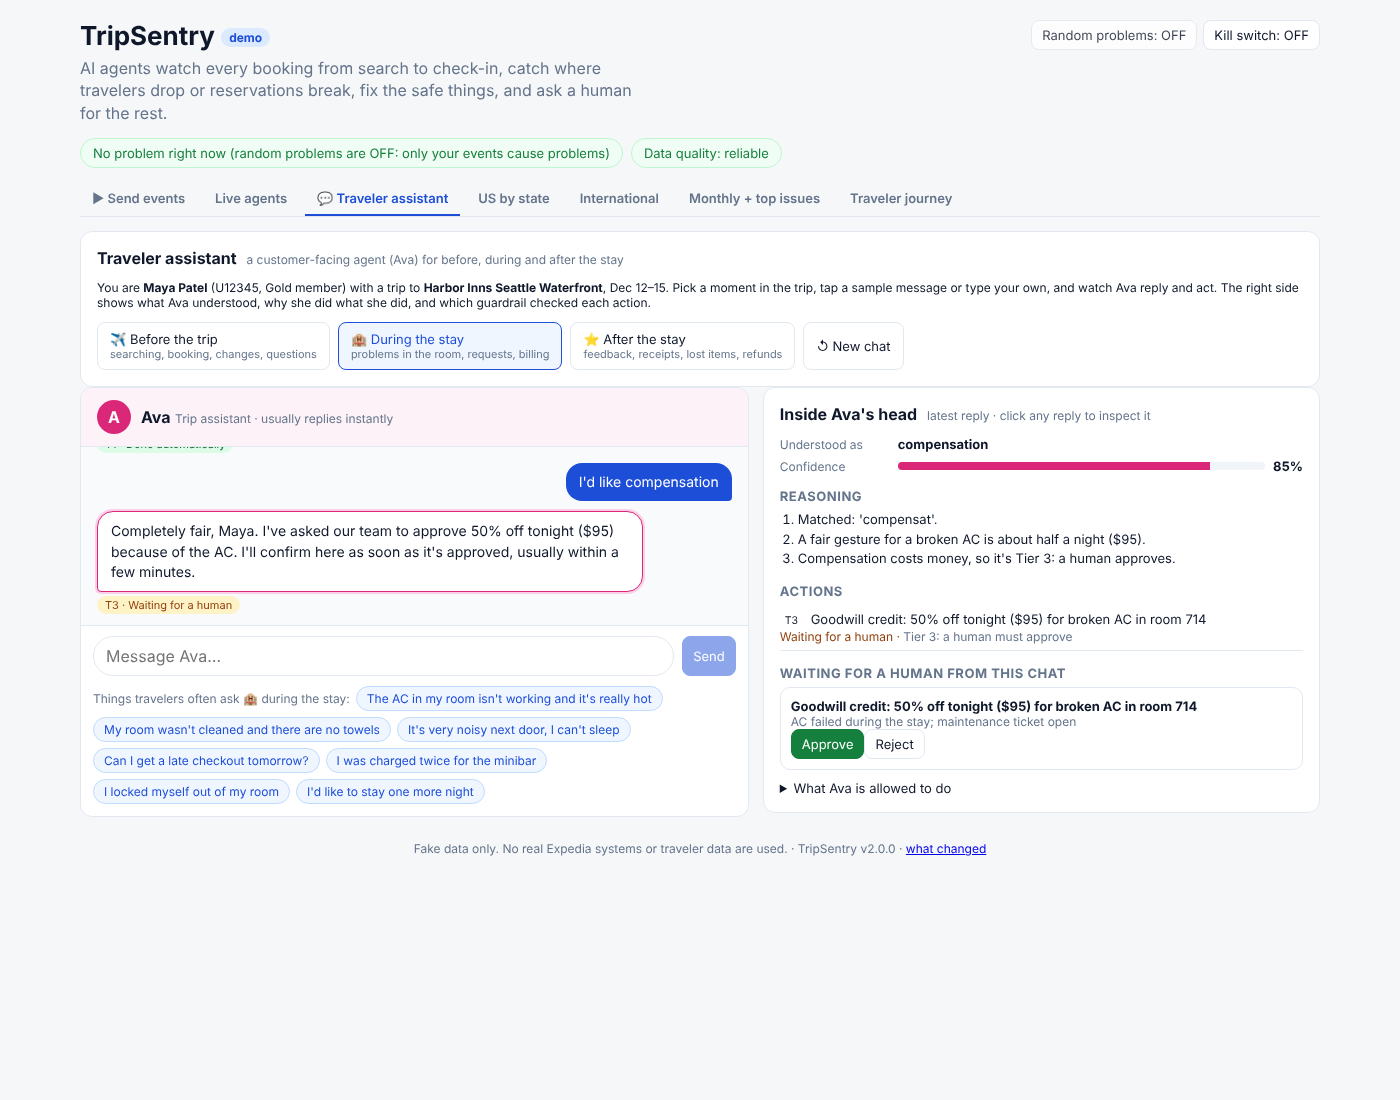 TripSentry demo
Random problems: OFF
Kill switch: OFF
AI agents watch every booking from search to check-in, catch where
travelers drop or reservations break, fix the safe things, and ask a human
for the rest.
No problem right now (random problems are OFF: only your events cause problems)
Data quality: reliable
▶ Send events
Live agents
💬 Traveler assistant
US by state
International
Monthly + top issues
Traveler journey
Traveler assistant a customer-facing agent (Ava) for before, during and after the stay
You are Maya Patel (U12345, Gold member) with a trip to Harbor Inns Seattle Waterfront, Dec 12–15. Pick a moment in the trip, tap a sample message or type your own, and watch Ava reply and act. The right side
shows what Ava understood, why she did what she did, and which guardrail checked each action.
✈️ Before the trip
searching, booking, changes, questions
🏨 During the stay
problems in the room, requests, billing
⭐ After the stay
feedback, receipts, lost items, refunds
↺ New chat
A
Ava Trip assistant · usually replies instantly
I'd like compensation
Completely fair, Maya. I've asked our team to approve 50% off tonight ($95)
because of the AC. I'll confirm here as soon as it's approved, usually within a
few minutes.
T3 · Waiting for a human
Message Ava...
Send
Things travelers often ask 🏨 during the stay:
The AC in my room isn't working and it's really hot
My room wasn't cleaned and there are no towels
It's very noisy next door, I can't sleep
Can I get a late checkout tomorrow?
I was charged twice for the minibar
I locked myself out of my room
I'd like to stay one more night
Inside Ava's head latest reply · click any reply to inspect it
Understood as compensation
Confidence 85%
REASONING
1. Matched: 'compensat'.
2. A fair gesture for a broken AC is about half a night ($95).
3. Compensation costs money, so it's Tier 3: a human approves.
ACTIONS
T3 Goodwill credit: 50% off tonight ($95) for broken AC in room 714
Waiting for a human · Tier 3: a human must approve
WAITING FOR A HUMAN FROM THIS CHAT
Goodwill credit: 50% off tonight ($95) for broken AC in room 714
AC failed during the stay; maintenance ticket open
Approve
Reject
▶ What Ava is allowed to do
Fake data only. No real Expedia systems or traveler data are used. · TripSentry v2.0.0 · what changed